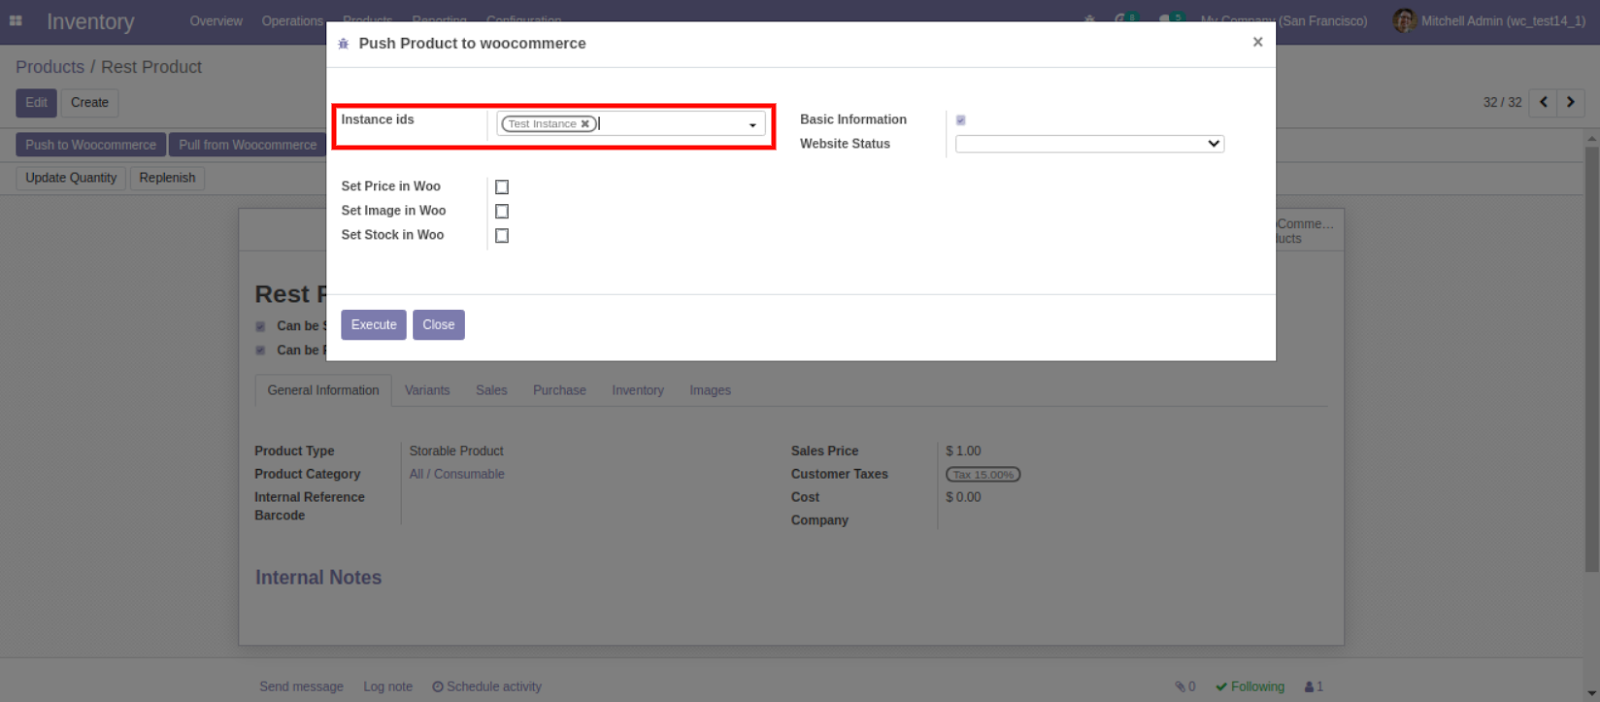 Inventory Overview Operations Products Reporting Configuration My Company (San Francisco) Mitchell Admin (wc_test14_1)
Push Product to woocommerce ×
Products / Rest Product
Edit Create 32 / 32
Instance ids Test Instance ✖ Basic Information
Website Status
Push to Woocommerce Pull from Woocommerce
Update Quantity Replenish
Set Price in Woo
Set Image in Woo
Set Stock in Woo
Rest
Can be
Can be
Execute Close
General Information Variants Sales Purchase Inventory Images
Product Type Storable Product Sales Price $ 1.00
Product Category All / Consumable Customer Taxes Tax 15.00%
Internal Reference Cost $ 0.00
Barcode Company
Internal Notes
Send message Log note Schedule activity 0 Following 1